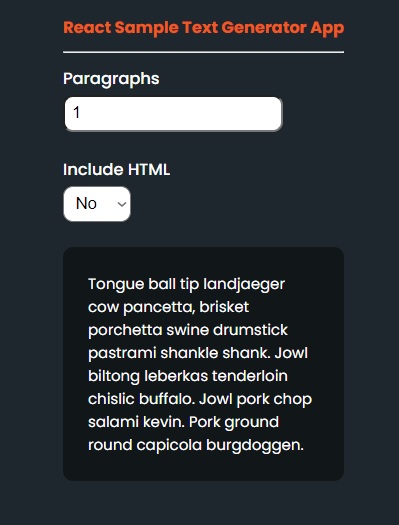 React Sample Text Generator App
Paragraphs
1
Include HTML
No
Tongue ball tip landjaeger
cow pancetta, brisket
porchetta swine drumstick
pastrami shankle shank. Jowl
biltong leberkas tenderloin
chislic buffalo. Jowl pork chop
salami kevin. Pork ground
round capicola burgdoggen.